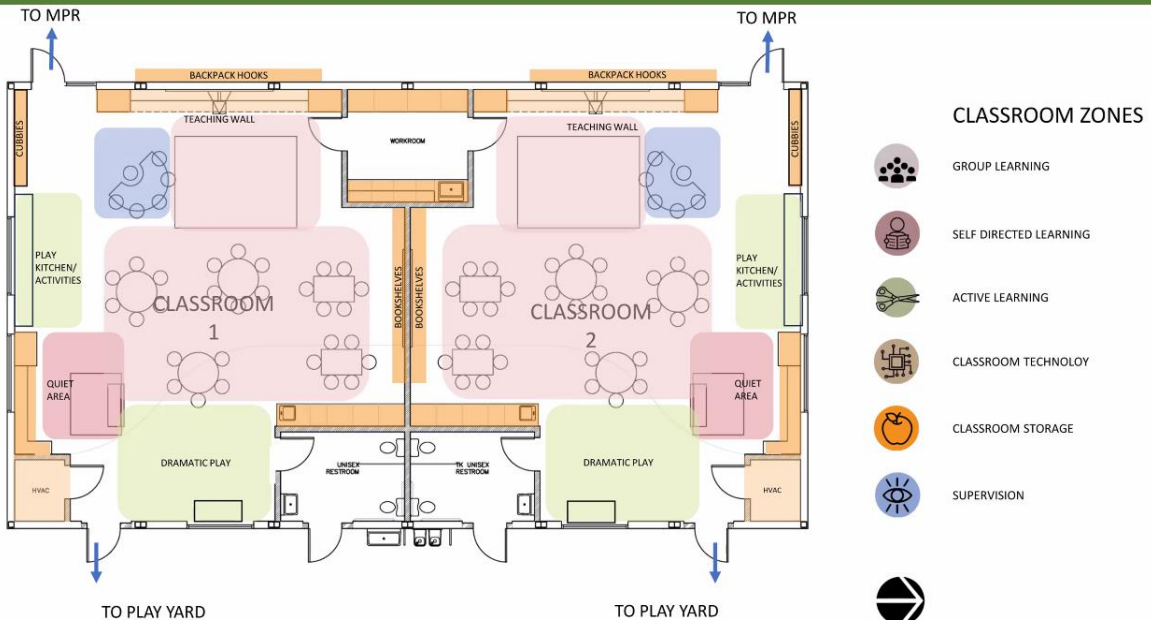 TO MPR
TO MPR
BACKPACK HOOKS
BACKPACK HOOKS
CLASSROOM ZONES
TEACHING WALL
TEACHING WALL
CUBBIES
CUBBIES
WORKROOM
GROUP LEARNING
SELF DIRECTED LEARNING
PLAY
KITCHEN/
ACTIVITIES
PLAY
KITCHEN/
ACTIVITIES
BOOKSHELVES
BOOKSHELVES
ACTIVE LEARNING
CLASSROOM
1
CLASSROOM
2
CLASSROOM TECHNOLOY
QUIET
AREA
QUIET
AREA
CLASSROOM STORAGE
DRAMATIC PLAY
UNISEX
RESTROOM
TK UNISEX
RESTROOM
DRAMATIC PLAY
HVAC
HVAC
SUPERVISION
TO PLAY YARD
TO PLAY YARD